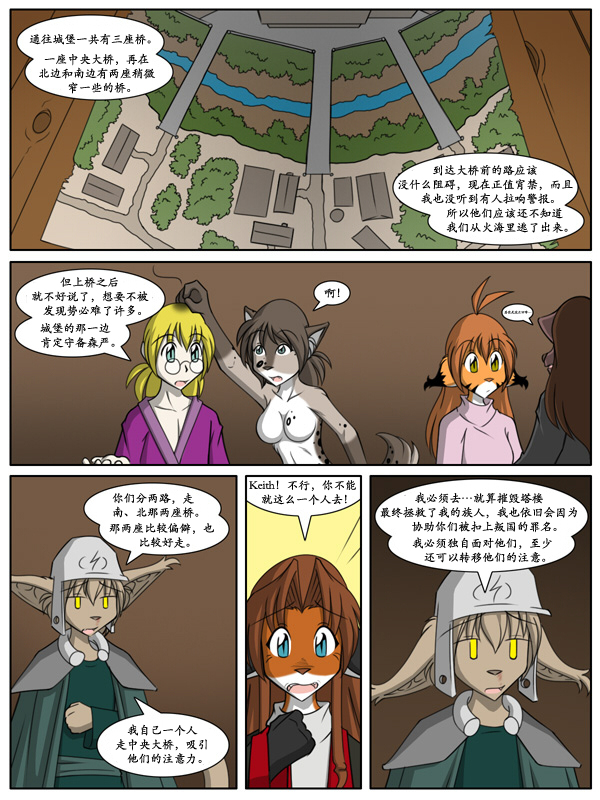 通往城堡一共有三座桥。
一座中央大桥，再在
北边和南边有两座稍微
窄一些的桥。
到达大桥前的路应该
没什么阻碍，现在正值宵禁，而且
我也没听到有人拉响警报。
所以他们应该还不知道
我们从火海里逃了出来。
但上桥之后
就不好说了，想要不被
发现势必难了许多。
城堡的那一边
肯定守备森严。
啊！
你们分两路，走
南、北那两座桥。
那两座比较偏僻，也
比较好走。
我自己一个人
走中央大桥，吸引
他们的注意力。
Keith！不行，你不能
就这么一个人去！
我必须去…就算摧毁塔楼
最终拯救了我的族人，我也依旧会因为
协助你们被扣上叛国的罪名。
我必须独自面对他们，至少
还可以转移他们的注意。